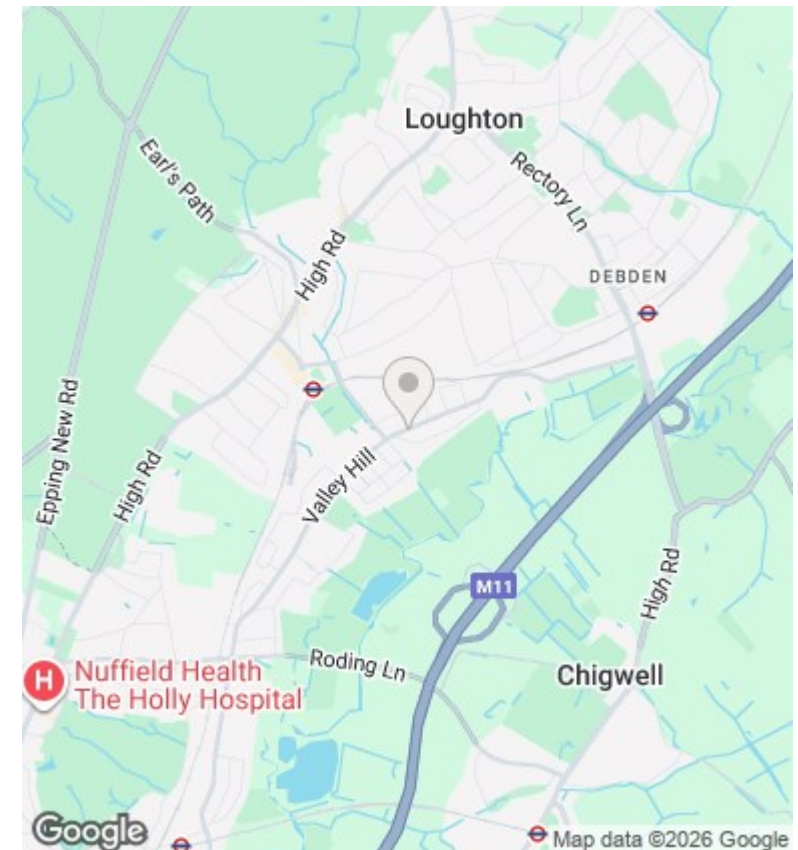 Loughton
Earl's Path
Rectory Ln
High Rd
DEBDEN
Epping New Rd
High Rd
Valley Hill
M11
High Rd
Roding Ln
Chigwell
H
Nuffield Health
The Holly Hospital
Google
Map data ©2026 Google